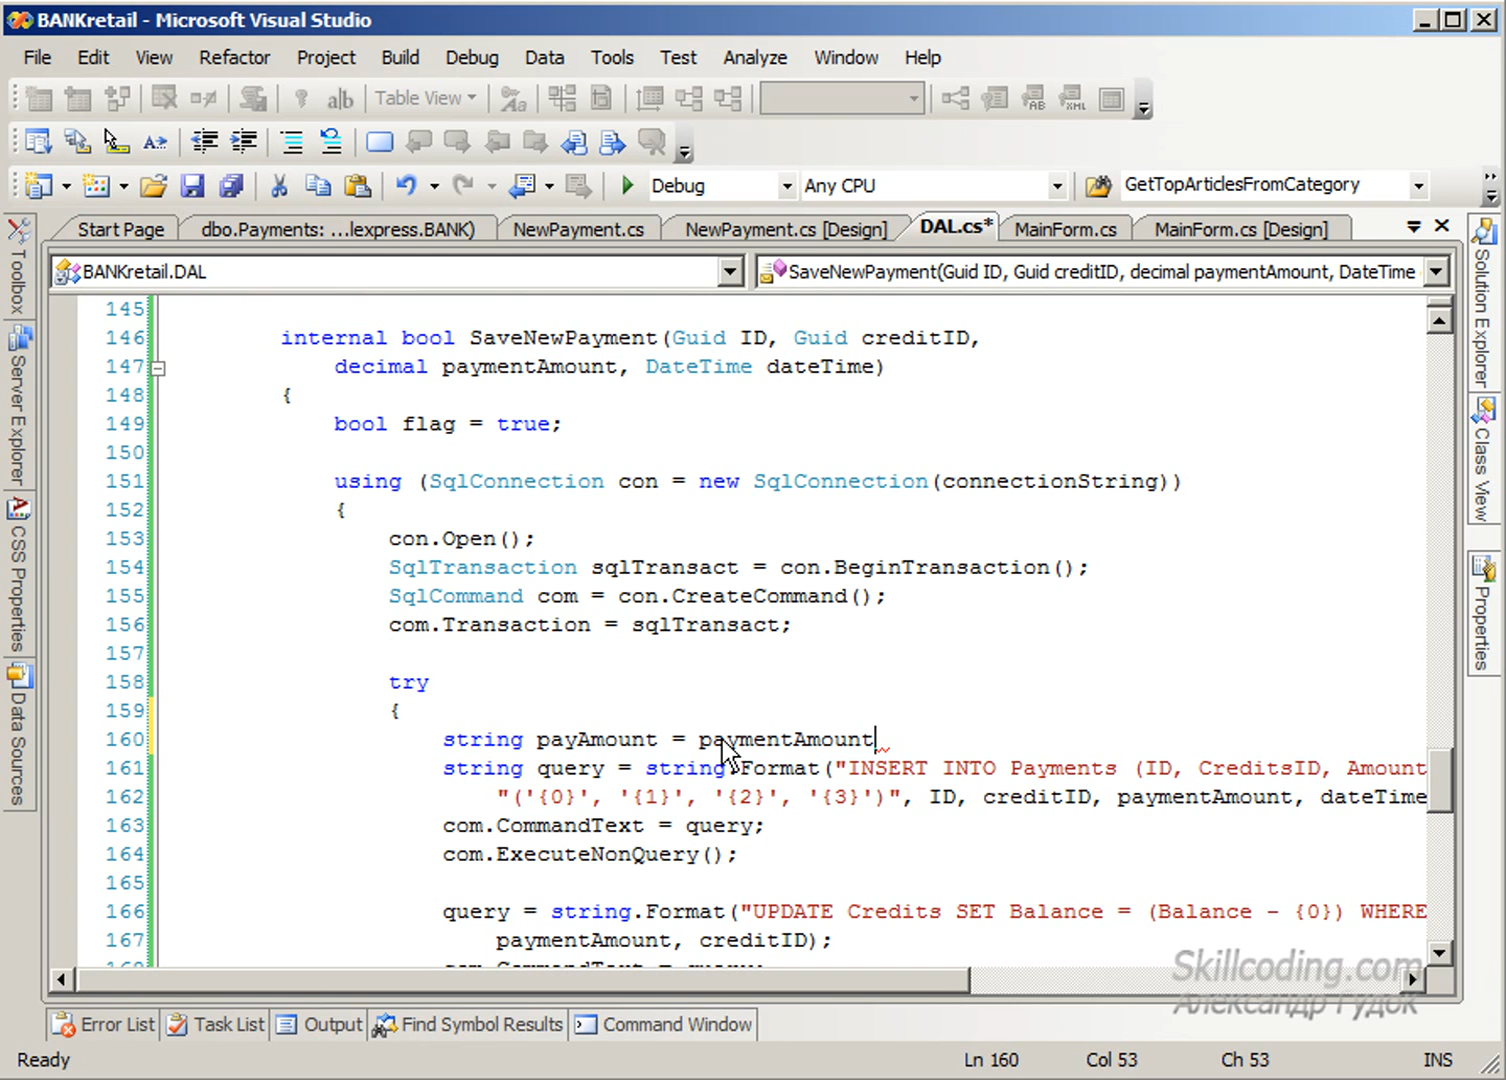 BANKretail - Microsoft Visual Studio
File Edit View Refactor Project Build Debug Data Tools Test Analyze Window Help
a|b Table View Aa AB XML
A
Debug Any CPU GetTopArticlesFromCategory
Start Page dbo.Payments: ...lexpress.BANK) NewPayment.cs NewPayment.cs [Design] DAL.cs* MainForm.cs MainForm.cs [Design]
BANKretail.DAL SaveNewPayment(Guid ID, Guid creditID, decimal paymentAmount, DateTime
Toolbox
Server Explorer
CSS Properties
Data Sources
145
146 internal bool SaveNewPayment(Guid ID, Guid creditID,
147 decimal paymentAmount, DateTime dateTime)
148 {
149 bool flag = true;
150
151 using (SqlConnection con = new SqlConnection(connectionString))
152 {
153 con.Open();
154 SqlTransaction sqlTransact = con.BeginTransaction();
155 SqlCommand com = con.CreateCommand();
156 com.Transaction = sqlTransact;
157
158 try
159 {
160 string payAmount = paymentAmount
161 string query = string.Format("INSERT INTO Payments (ID, CreditsID, Amount
162 "('{0}', '{1}', '{2}', '{3}')", ID, creditID, paymentAmount, dateTime
163 com.CommandText = query;
164 com.ExecuteNonQuery();
165
166 query = string.Format("UPDATE Credits SET Balance = (Balance - {0}) WHERE
167 paymentAmount, creditID);
Solution Explorer
Class View
Properties
Skillcoding.com
Александр Гудок
Error List Task List Output Find Symbol Results Command Window
Ready Ln 160 Col 53 Ch 53 INS